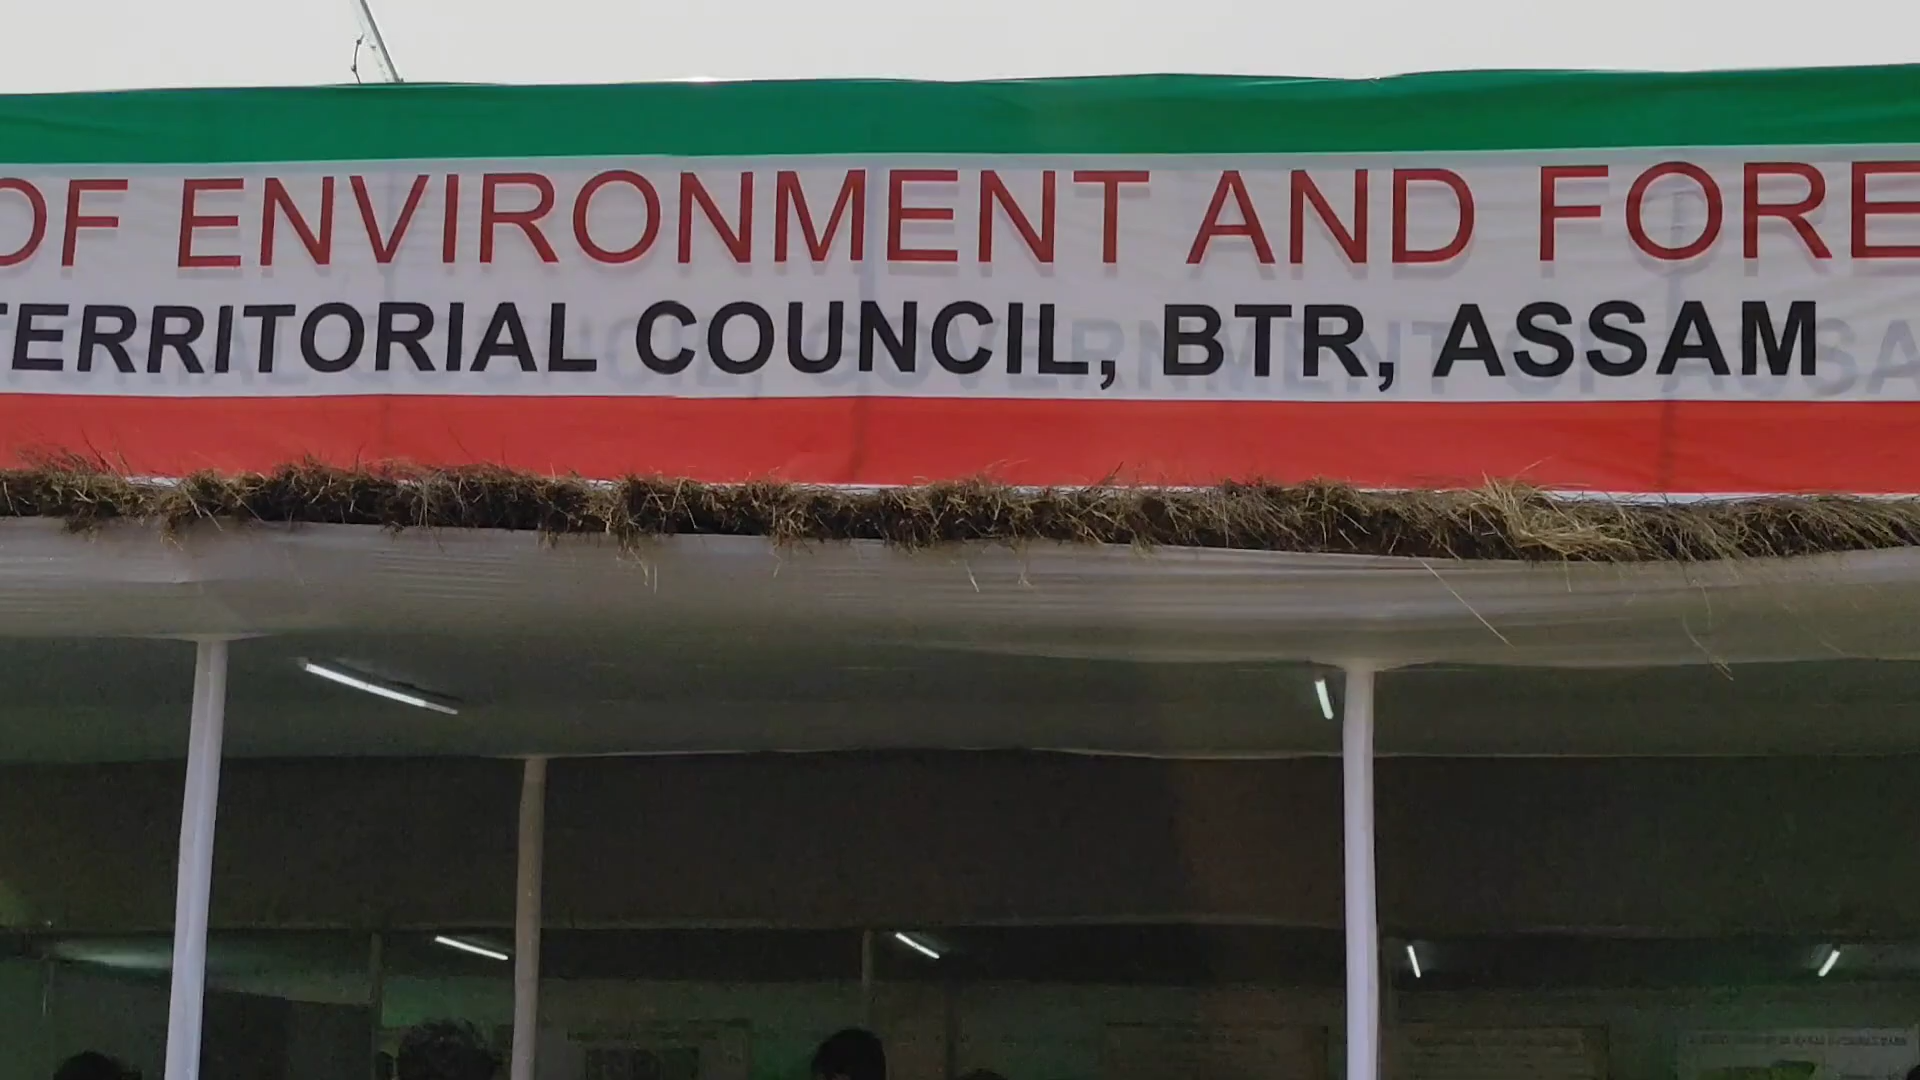 OF ENVIRONMENT AND FORE
TERRITORIAL COUNCIL, BTR, ASSAM